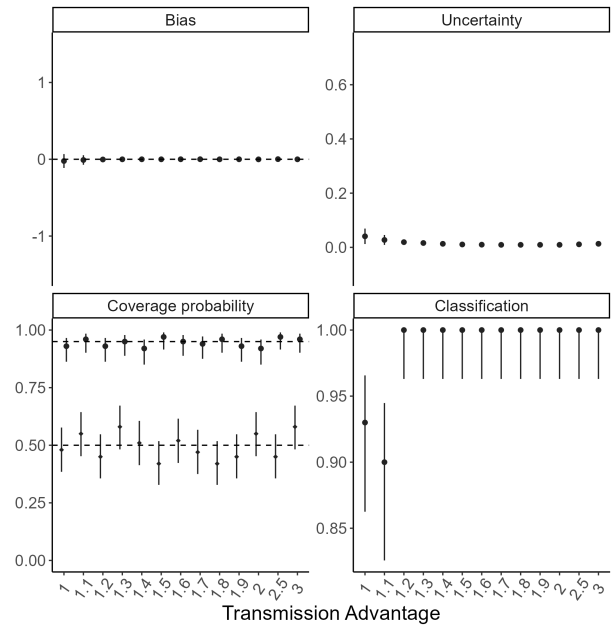 Bias
Uncertainty
1
0
-1
0.6
0.4
0.2
0.0
Coverage probability
Classification
1.00
0.75
0.50
0.25
0.00
1.00
0.95
0.90
0.85
1 1.1 1.2 1.3 1.4 1.5 1.6 1.7 1.8 1.9 2 2.5 3
1 1.1 1.2 1.3 1.4 1.5 1.6 1.7 1.8 1.9 2 2.5 3
Transmission Advantage